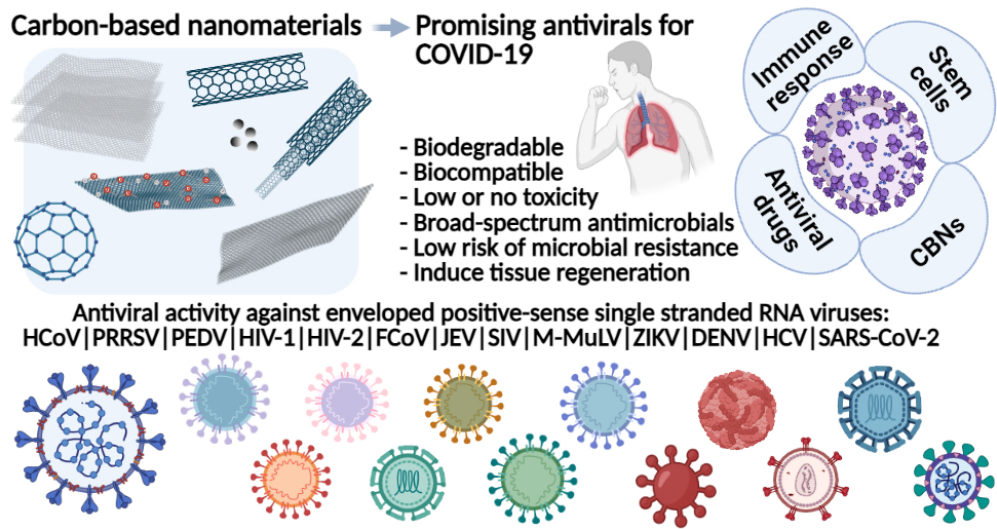 Carbon-based nanomaterials
Promising antivirals for
COVID-19
- Biodegradable
- Biocompatible
- Low or no toxicity
- Broad-spectrum antimicrobials
- Low risk of microbial resistance
- Induce tissue regeneration
Immune
response
Stem
cells
Antiviral
drugs
CBNs
Antiviral activity against enveloped positive-sense single stranded RNA viruses:
HCoV|PRRSV|PEDV|HIV-1|HIV-2|FCoV|JEV|SIV|M-MuLV|ZIKV|DENV|HCV|SARS-CoV-2